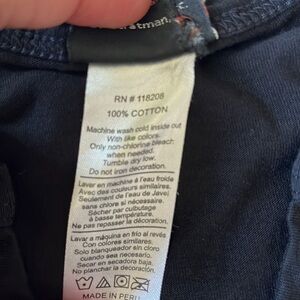 RN # 118208
100% COTTON
Machine wash cold inside out
With like colors.
Only non-chlorine bleach
when needed.
Tumble dry low.
Do not iron decoration.
Laver en machine à l'eau froide
Avec des couleurs similaires.
Seulement de l'eau de Javel
sans chlore si nécessaire.
Sécher par culbutage
à basse température.
Ne pas repasser la décoration.
Lavar a máquina en frío al revés
Con colores similares.
Solo blanqueador sin cloro
cuando sea necesario.
Secar en secadora baja.
No planchar
MADE IN PERU